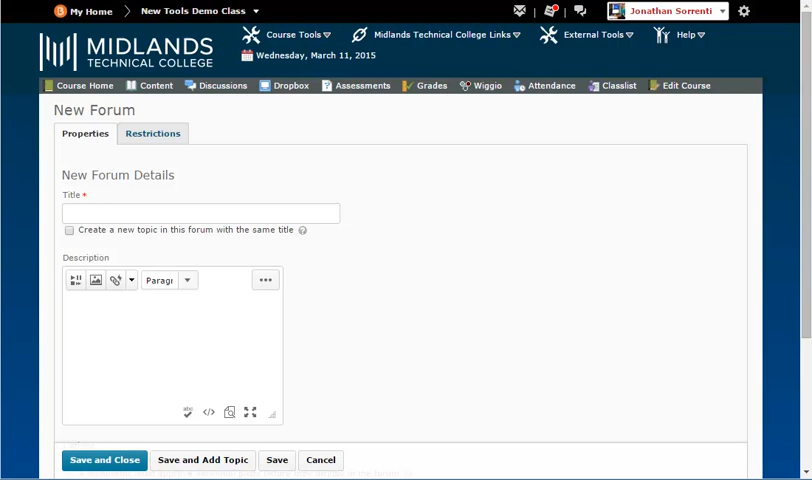 My Home New Tools Demo Class Jonathan Sorrenti
MIDLANDS
TECHNICAL COLLEGE
Course Tools Midlands Technical College Links External Tools Help
Wednesday, March 11, 2015
Course Home Content Discussions Dropbox Assessments Grades Wiggio Attendance Classlist Edit Course
New Forum
Properties Restrictions
New Forum Details
Title *
Create a new topic in this forum with the same title ?
Description
Paragr
abc </>
Save and Close Save and Add Topic Save Cancel